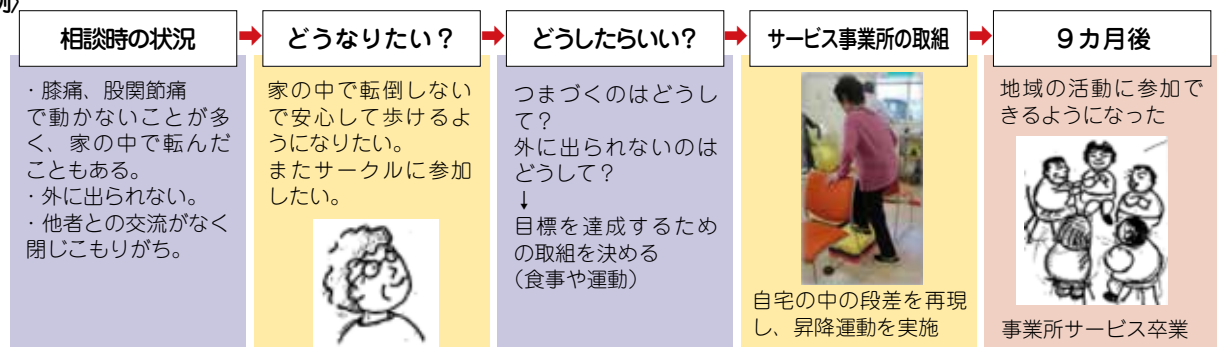 例〉
相談時の状況
・膝痛、股関節痛
で動かないことが多
く、家の中で転んだ
こともある。
・外に出られない。
・他者との交流がなく
閉じこもりがち。
どうなりたい？
家の中で転倒しない
で安心して歩けるよ
うになりたい。
またサークルに参加
したい。
どうしたらいい？
つまづくのはどうし
て？
外に出られないのは
どうして？
↓
目標を達成するため
の取組を決める
（食事や運動）
サービス事業所の取組
自宅の中の段差を再現
し、昇降運動を実施
９カ月後
地域の活動に参加で
きるようになった
事業所サービス卒業